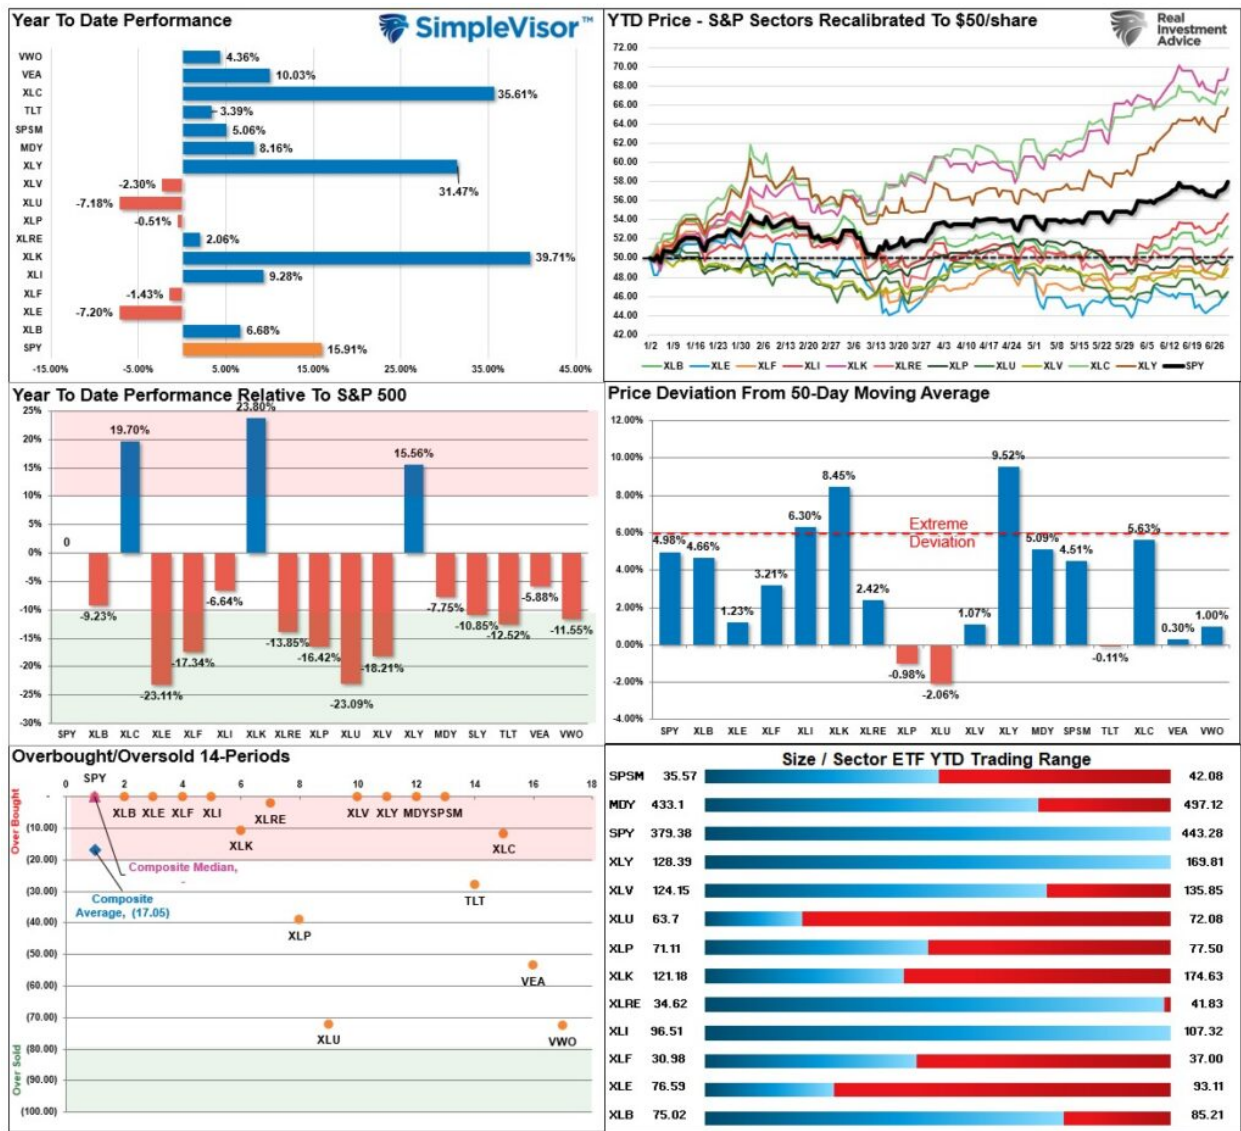 Year To Date Performance
SimpleVisor™
VWO 4.36%
VEA 10.03%
XLC 35.61%
TLT 3.39%
SPSM 5.06%
MDY 8.16%
XLY 31.47%
XLV -2.30%
XLU -7.18%
XLP -0.51%
XLRE 2.06%
XLK 39.71%
XLI 9.28%
XLF -1.43%
XLE -7.20%
XLB 6.68%
SPY 15.91%
-15.00% -5.00% 5.00% 15.00% 25.00% 35.00% 45.00%
YTD Price - S&P Sectors Recalibrated To $50/share
Real
Investment
Advice
72.00
70.00
68.00
66.00
64.00
62.00
60.00
58.00
56.00
54.00
52.00
50.00
48.00
46.00
44.00
42.00
1/2 1/9 1/16 1/23 1/30 2/6 2/13 2/20 2/27 3/6 3/13 3/20 3/27 4/3 4/10 4/17 4/24 5/1 5/8 5/15 5/22 5/29 6/5 6/12 6/19 6/26
XLB XLE XLF XLI XLK XLRE XLP XLU XLV XLC XLY SPY
Year To Date Performance Relative To S&P 500
25%
20%
15%
10%
5%
0%
-5%
-10%
-15%
-20%
-25%
-30%
0 -9.23% 19.70% -23.11% -17.34% -6.64% 23.80% -13.85% -16.42% -23.09% -18.21% 15.56% -7.75% -10.85% -12.52% -5.88% -11.55%
SPY XLB XLC XLE XLF XLI XLK XLRE XLP XLU XLV XLY MDY SLY TLT VEA VWO
Price Deviation From 50-Day Moving Average
12.00%
10.00%
8.00%
6.00%
4.00%
2.00%
0.00%
-2.00%
-4.00%
Extreme
Deviation
4.98% 4.66% 1.23% 3.21% 6.30% 8.45% 2.42% -0.98% -2.06% 1.07% 9.52% 5.09% 4.51% -0.11% 5.63% 0.30% 1.00%
SPY XLB XLE XLF XLI XLK XLRE XLP XLU XLV XLY MDY SPSM TLT XLC VEA VWO
Overbought/Oversold 14-Periods
0 2 4 6 8 10 12 14 16 18
SPY
Over Bought
Over Sold
-
(10.00)
(20.00)
(30.00)
(40.00)
(50.00)
(60.00)
(70.00)
(80.00)
(90.00)
(100.00)
XLB XLE XLF XLI XLRE XLV XLY MDY SPSM
XLK XLC
Composite Median,
-
Composite
Average, (17.05)
TLT
XLP
VEA
XLU VWO
Size / Sector ETF YTD Trading Range
SPSM 35.57 42.08
MDY 433.1 497.12
SPY 379.38 443.28
XLY 128.39 169.81
XLV 124.15 135.85
XLU 63.7 72.08
XLP 71.11 77.50
XLK 121.18 174.63
XLRE 34.62 41.83
XLI 96.51 107.32
XLF 30.98 37.00
XLE 76.59 93.11
XLB 75.02 85.21